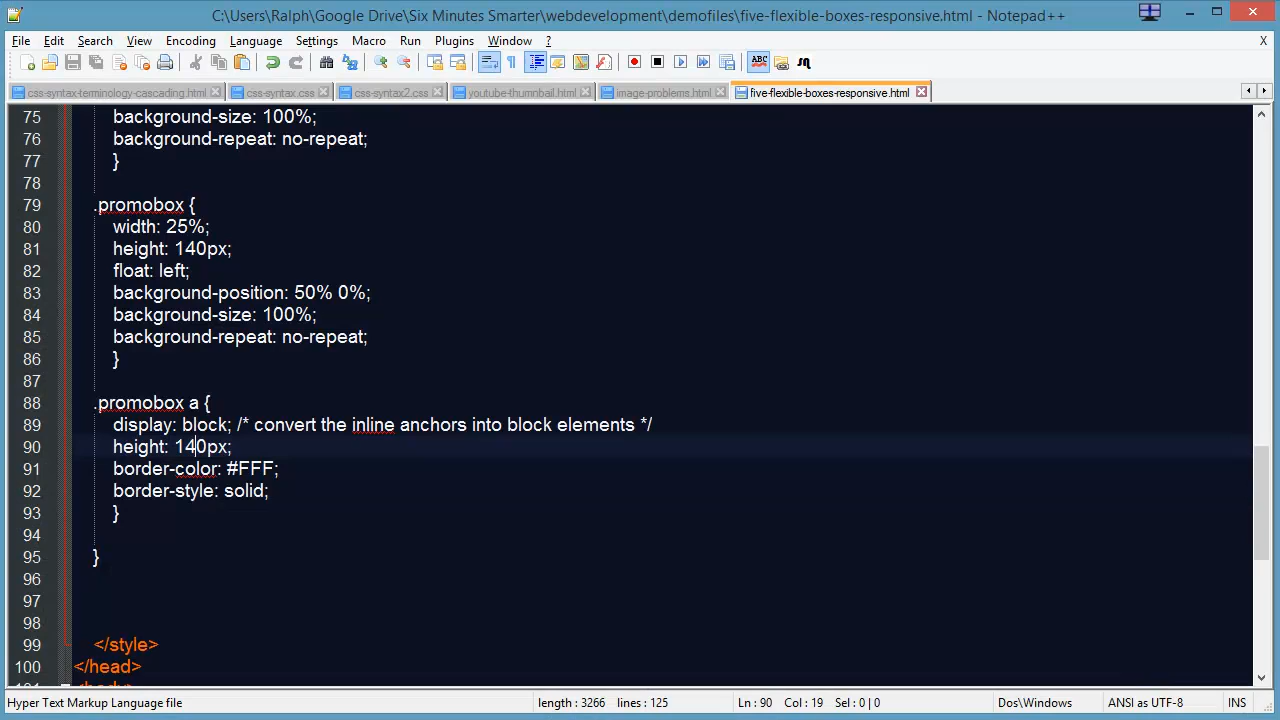 C:\Users\Ralph\Google Drive\Six Minutes Smarter\webdevelopment\demofiles\five-flexible-boxes-responsive.html - Notepad++
File Edit Search View Encoding Language Settings Macro Run Plugins Window ? X
css-syntax-terminology-cascading.html css-syntax.css css-syntax2.css youtube-thumnbail.html image-problems.html five-flexible-boxes-responsive.html
75 background-size: 100%;
76 background-repeat: no-repeat;
77 }
78
79 .promobox {
80 width: 25%;
81 height: 140px;
82 float: left;
83 background-position: 50% 0%;
84 background-size: 100%;
85 background-repeat: no-repeat;
86 }
87
88 .promobox a {
89 display: block; /* convert the inline anchors into block elements */
90 height: 140px;
91 border-color: #FFF;
92 border-style: solid;
93 }
94
95 }
96
97
98
99 </style>
100 </head>
Hyper Text Markup Language file length : 3266 lines : 125 Ln : 90 Col : 19 Sel : 0 | 0 Dos\Windows ANSI as UTF-8 INS